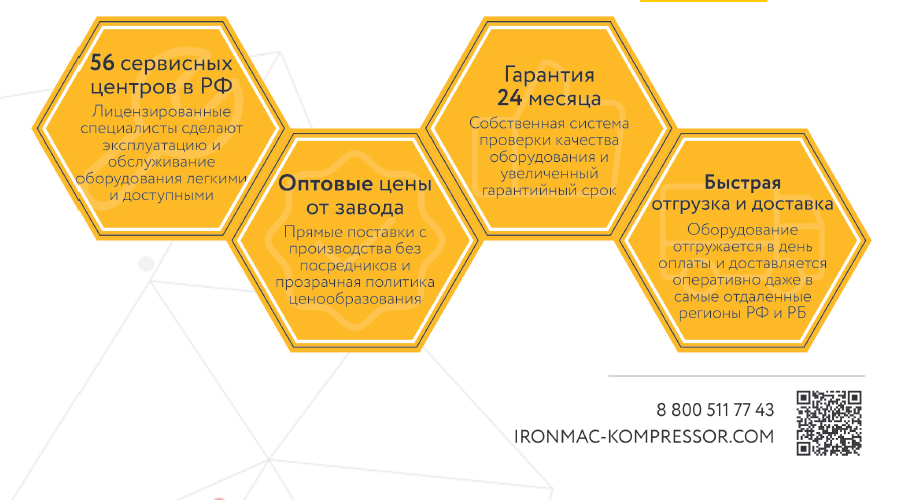 56 сервисных
центров в РФ
Лицензированные
специалисты сделают
эксплуатацию и
обслуживание
оборудования легкими
и доступными
Оптовые цены
от завода
Прямые поставки с
производства без
посредников и
прозрачная политика
ценообразования
Гарантия
24 месяца
Собственная система
проверки качества
оборудования и
увеличенный
гарантийный срок
Быстрая
отгрузка и доставка
Оборудование
отгружается в день
оплаты и доставляется
оперативно даже в
самые отдаленные
регионы РФ и РБ
8 800 511 77 43
IRONMAC-KOMPRESSOR.COM